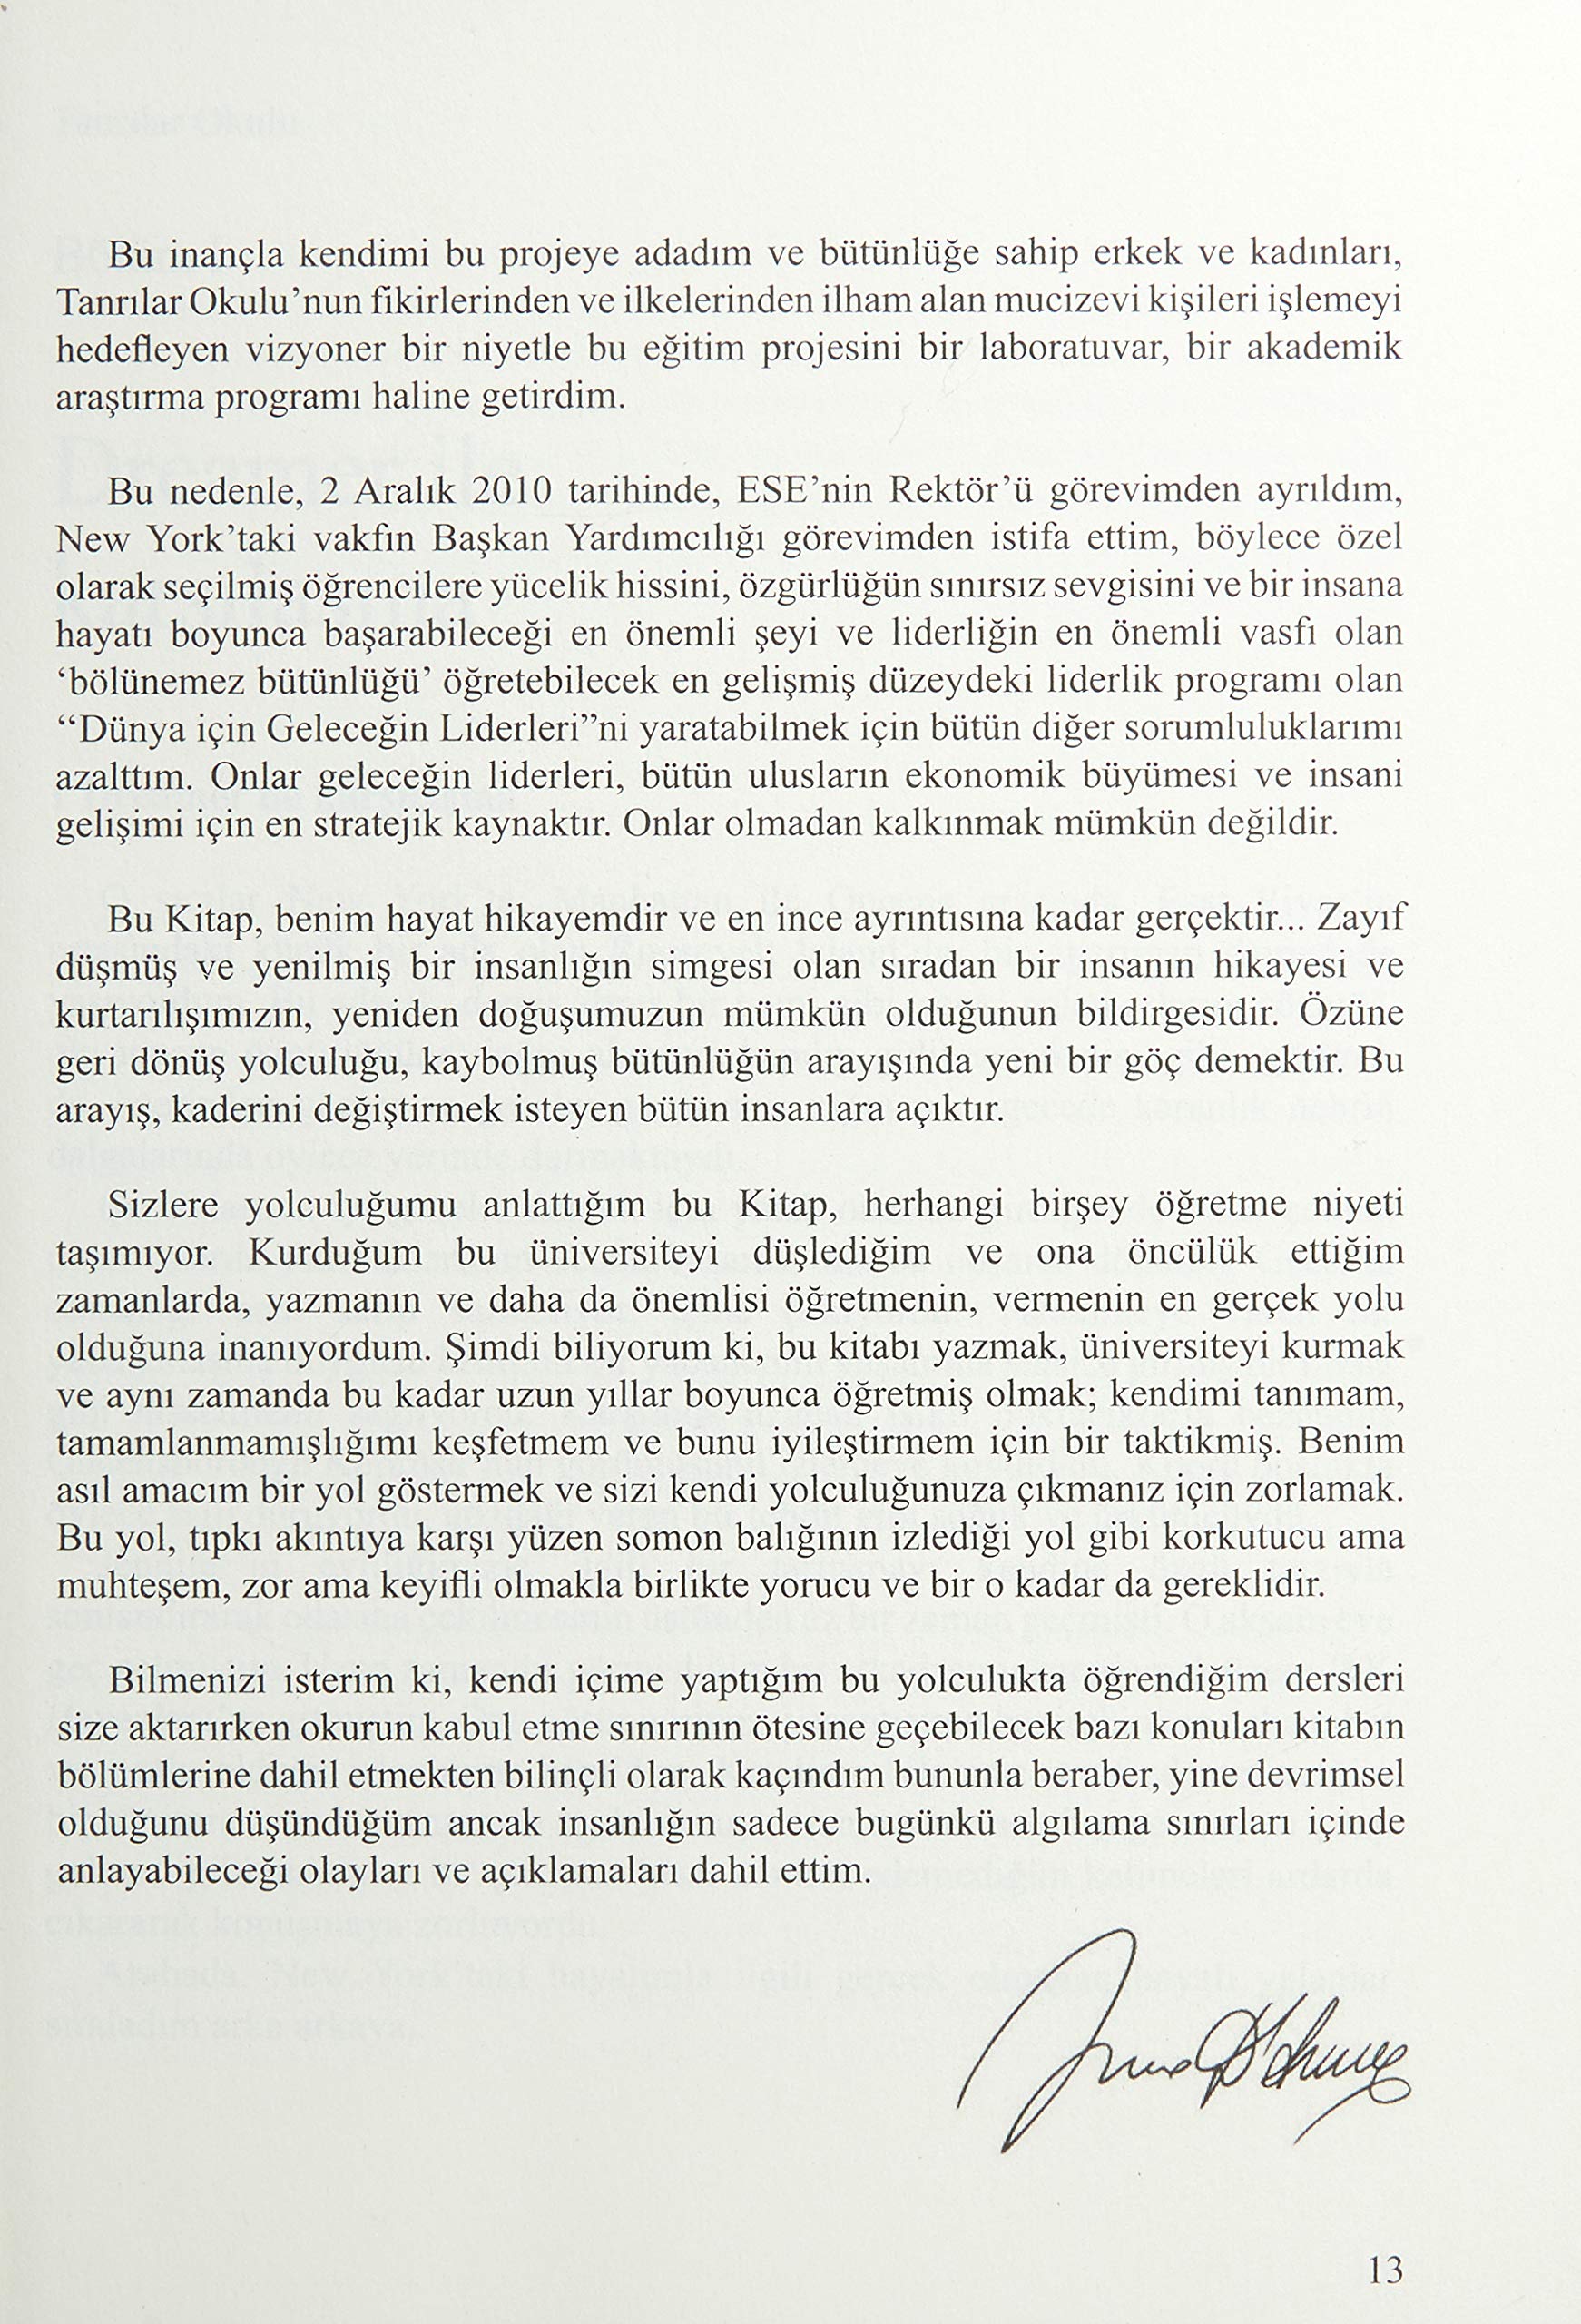 Bu inançla kendimi bu projeye adadım ve bütünlüğe sahip erkek ve kadınları,
Tanrılar Okulu’nun fikirlerinden ve ilkelerinden ilham alan mucizevi kişileri işlemeyi
hedefleyen vizyoner bir niyetle bu eğitim projesini bir laboratuvar, bir akademik
araştırma programı haline getirdim.
Bu nedenle, 2 Aralık 2010 tarihinde, ESE’nin Rektör’ü görevimden ayrıldım,
New York’taki vakfın Başkan Yardımcılığı görevimden istifa ettim, böylece özel
olarak seçilmiş öğrencilere yücelik hissini, özgürlüğün sınırsız sevgisini ve bir insana
hayatı boyunca başarabileceği en önemli şeyi ve liderliğin en önemli vasfı olan
‘bölünemez bütünlüğü’ öğretebilecek en gelişmiş düzeydeki liderlik programı olan
“Dünya için Geleceğin Liderleri”ni yaratabilmek için bütün diğer sorumluluklarımı
azalttım. Onlar geleceğin liderleri, bütün ulusların ekonomik büyümesi ve insani
gelişimi için en stratejik kaynaktır. Onlar olmadan kalkınmak mümkün değildir.
Bu Kitap, benim hayat hikayemdir ve en ince ayrıntısına kadar gerçektir... Zayıf
düşmüş ve yenilmiş bir insanlığın simgesi olan sıradan bir insanın hikayesi ve
kurtarılışımızın, yeniden doğuşumuzun mümkün olduğunun bildirgesidir. Özüne
geri dönüş yolculuğu, kaybolmuş bütünlüğün arayışında yeni bir göç demektir. Bu
arayış, kaderini değiştirmek isteyen bütün insanlara açıktır.
Sizlere yolculuğumu anlattığım bu Kitap, herhangi birşey öğretme niyeti
taşımıyor. Kurduğum bu üniversiteyi düşlediğim ve ona öncülük ettiğim
zamanlarda, yazmanın ve daha da önemlisi öğretmenin, vermenin en gerçek yolu
olduğuna inanıyordum. Şimdi biliyorum ki, bu kitabı yazmak, üniversiteyi kurmak
ve aynı zamanda bu kadar uzun yıllar boyunca öğretmiş olmak; kendimi tanımam,
tamamlanmamışlığımı keşfetmem ve bunu iyileştirmem için bir taktikmiş. Benim
asıl amacım bir yol göstermek ve sizi kendi yolculuğunuza çıkmanız için zorlamak.
Bu yol, tıpkı akıntıya karşı yüzen somon balığının izlediği yol gibi korkutucu ama
muhteşem, zor ama keyifli olmakla birlikte yorucu ve bir o kadar da gereklidir.
Bilmenizi isterim ki, kendi içime yaptığım bu yolculukta öğrendiğim dersleri
size aktarırken okurun kabul etme sınırının ötesine geçebilecek bazı konuları kitabın
bölümlerine dahil etmekten bilinçli olarak kaçındım bununla beraber, yine devrimsel
olduğunu düşündüğüm ancak insanlığın sadece bugünkü algılama sınırları içinde
anlayabileceği olayları ve açıklamaları dahil ettim.
13